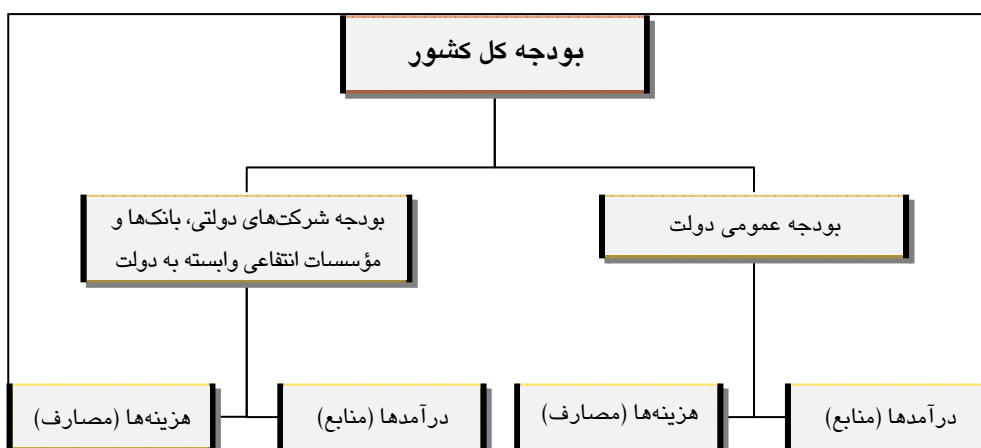 بودجه کل کشور
بودجه عمومی دولت
بودجه شرکت‌های دولتی، بانک‌ها و
مؤسسات انتفاعی وابسته به دولت
درآمدها (منابع)
هزینه‌ها (مصارف)
درآمدها (منابع)
هزینه‌ها (مصارف)